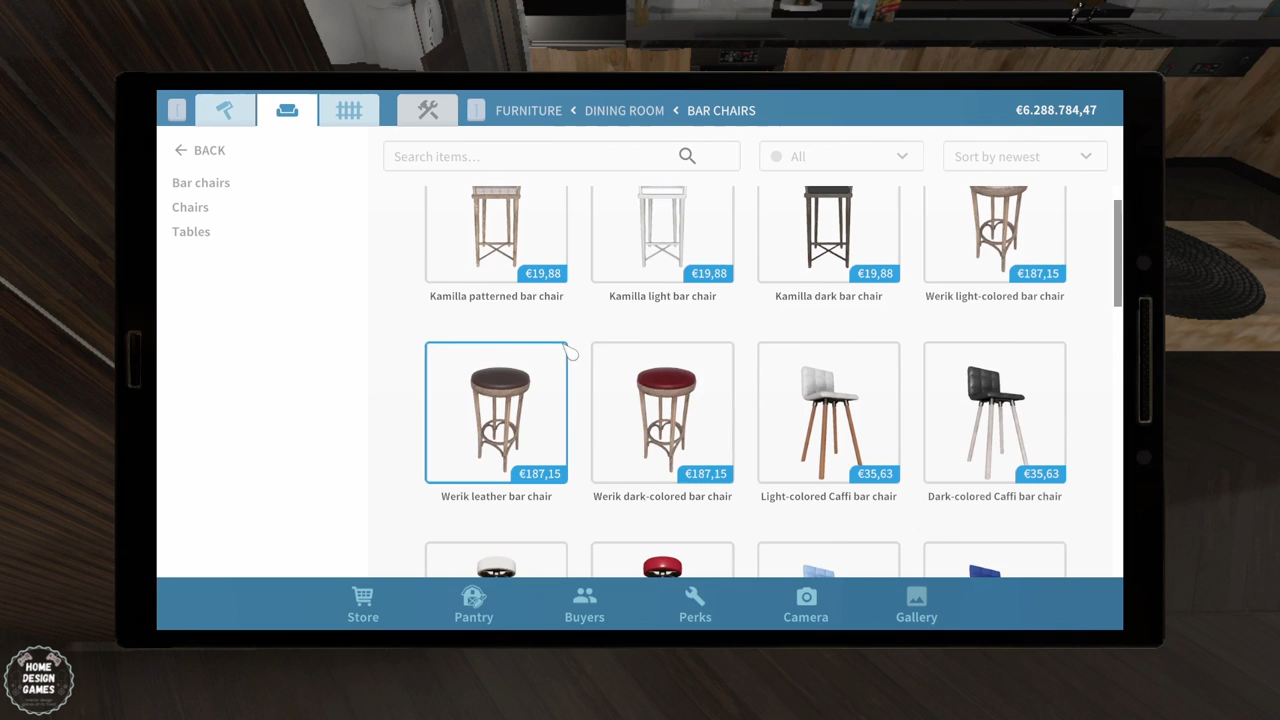 FURNITURE < DINING ROOM < BAR CHAIRS
€6.288.784,47
BACK
Search items...
All
Sort by newest
Bar chairs
Chairs
Tables
€19,88
€19,88
€19,88
€187,15
Kamilla patterned bar chair
Kamilla light bar chair
Kamilla dark bar chair
Werik light-colored bar chair
€187,15
€187,15
€35,63
€35,63
Werik leather bar chair
Werik dark-colored bar chair
Light-colored Caffi bar chair
Dark-colored Caffi bar chair
Store
Pantry
Buyers
Perks
Camera
Gallery
HOME
DESIGN
GAMES